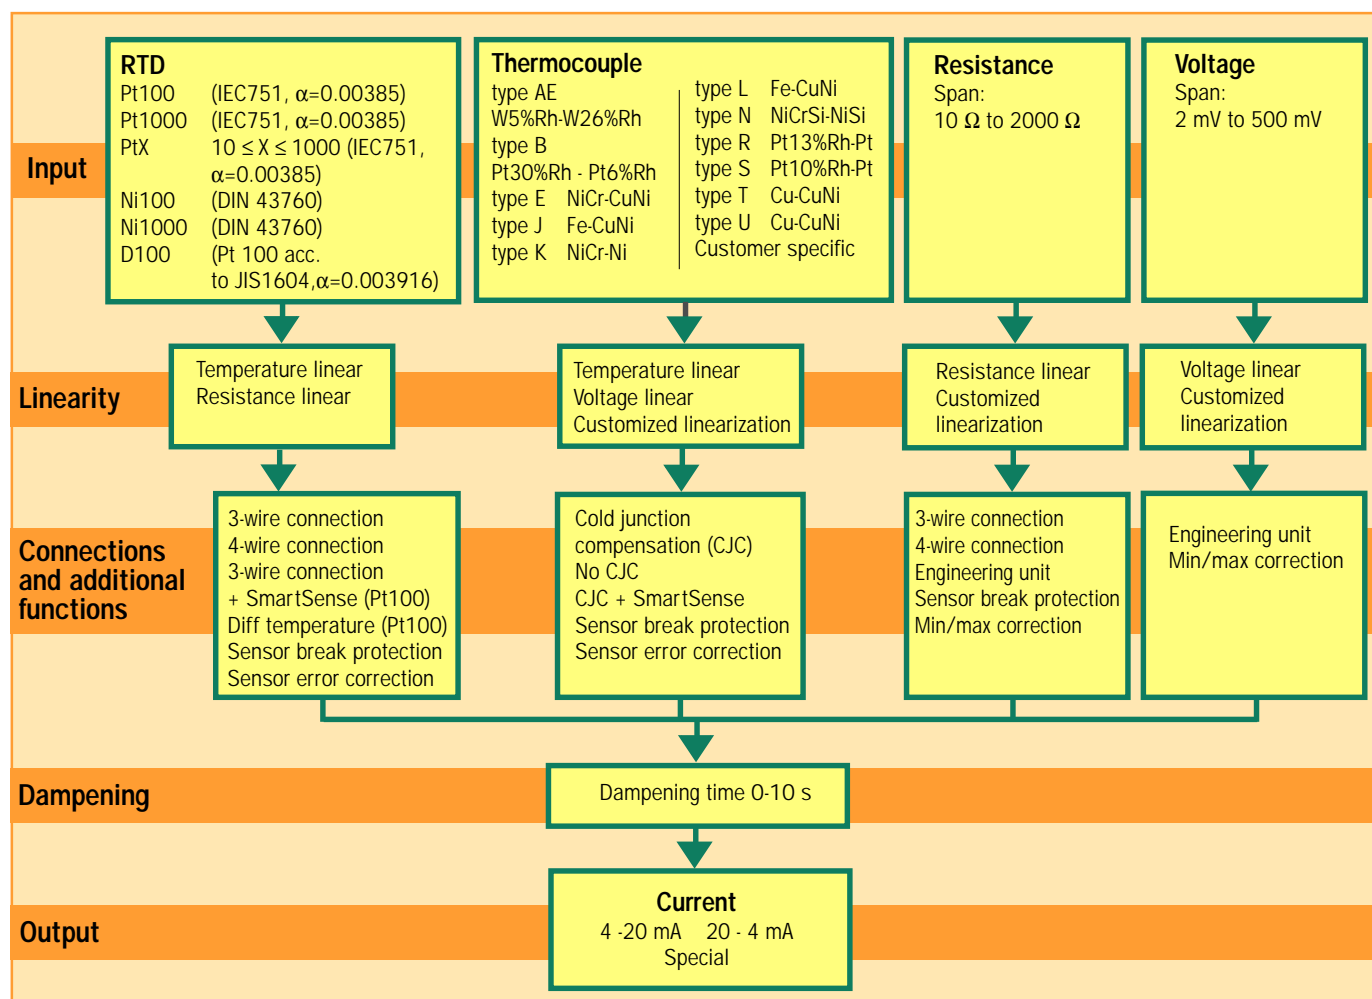 Input
RTD
Pt100 (IEC751, α=0.00385)
Pt1000 (IEC751, α=0.00385)
PtX 10 ≤ X ≤ 1000 (IEC751,
α=0.00385)
Ni100 (DIN 43760)
Ni1000 (DIN 43760)
D100 (Pt 100 acc.
to JIS1604,α=0.003916)
Thermocouple
type AE
W5%Rh-W26%Rh
type B
Pt30%Rh - Pt6%Rh
type E NiCr-CuNi
type J Fe-CuNi
type K NiCr-Ni
type L Fe-CuNi
type N NiCrSi-NiSi
type R Pt13%Rh-Pt
type S Pt10%Rh-Pt
type T Cu-CuNi
type U Cu-CuNi
Customer specific
Resistance
Span:
10 Ω to 2000 Ω
Voltage
Span:
2 mV to 500 mV
Linearity
Temperature linear
Resistance linear
Temperature linear
Voltage linear
Customized linearization
Resistance linear
Customized
linearization
Voltage linear
Customized
linearization
Connections
and additional
functions
3-wire connection
4-wire connection
3-wire connection
+ SmartSense (Pt100)
Diff temperature (Pt100)
Sensor break protection
Sensor error correction
Cold junction
compensation (CJC)
No CJC
CJC + SmartSense
Sensor break protection
Sensor error correction
3-wire connection
4-wire connection
Engineering unit
Sensor break protection
Min/max correction
Engineering unit
Min/max correction
Dampening
Dampening time 0-10 s
Output
Current
4 -20 mA 20 - 4 mA
Special